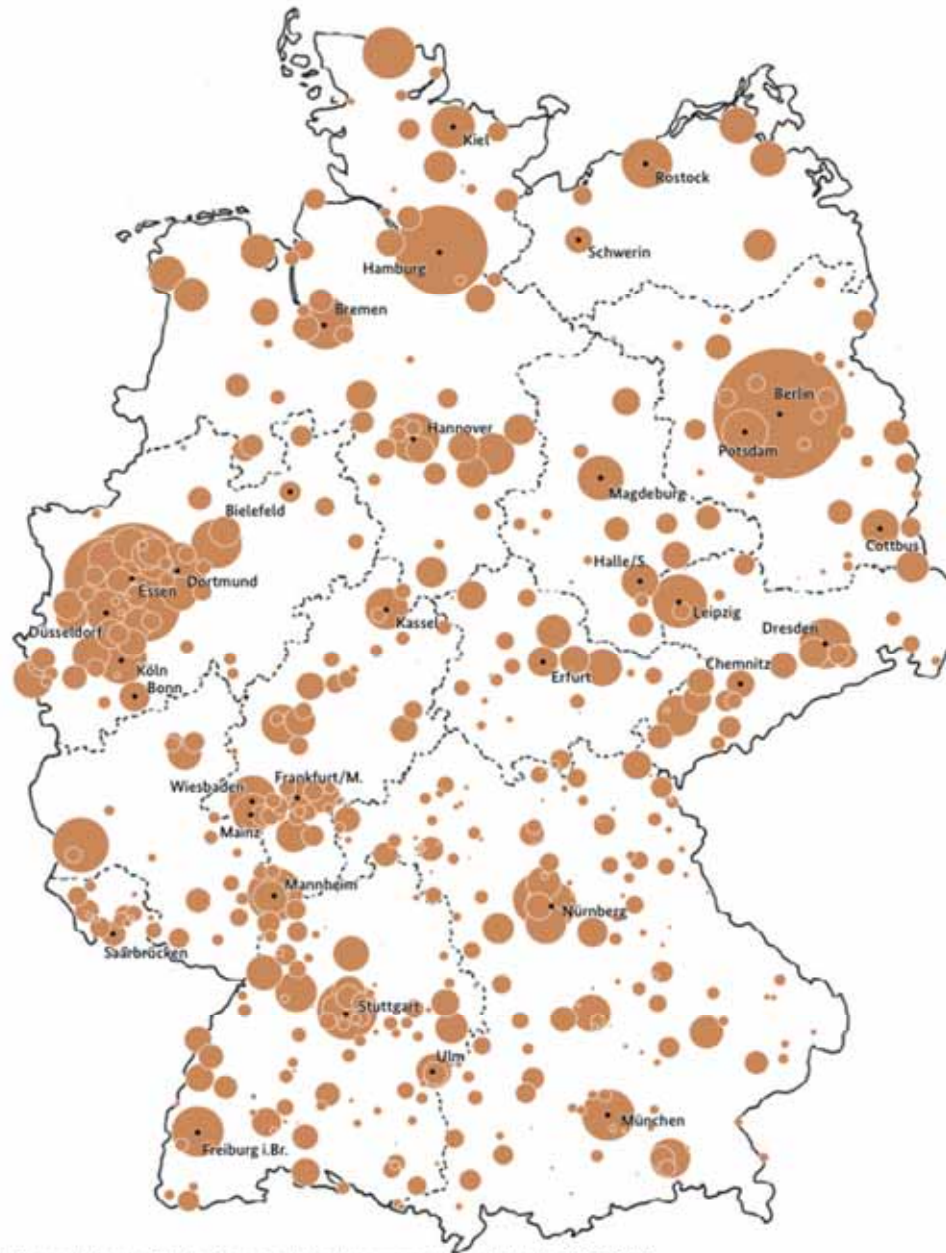 Kiel
Rostock
Schwerin
Hamburg
Bremen
Berlin
Hannover
Potsdam
Magdeburg
Bielefeld
Cottbus
Halle/S.
Dortmund
Essen
Leipzig
Kassel
Düsseldorf
Dresden
Köln
Erfurt
Chemnitz
Bonn
Frankfurt/M.
Wiesbaden
Mainz
Mannheim
Nürnberg
Saarbrücken
Stuttgart
Ulm
München
Freiburg i.Br.